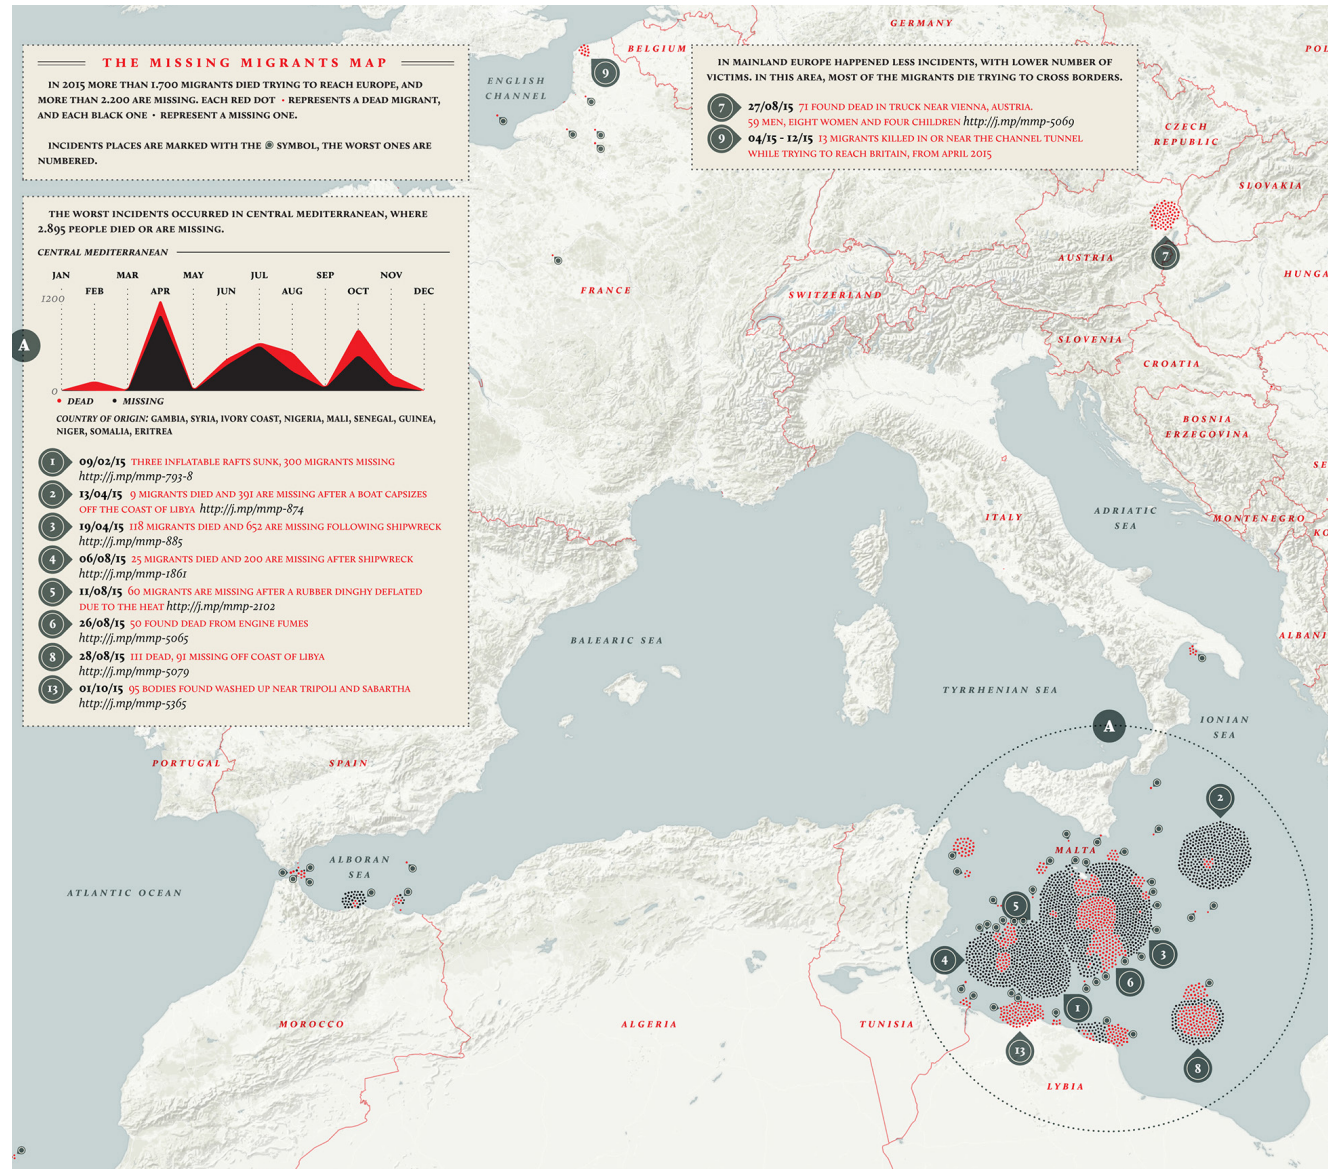 THE MISSING MIGRANTS MAP
IN 2015 MORE THAN 1.700 MIGRANTS DIED TRYING TO REACH EUROPE, AND
MORE THAN 2.200 ARE MISSING. EACH RED DOT • REPRESENTS A DEAD MIGRANT,
AND EACH BLACK ONE • REPRESENT A MISSING ONE.
INCIDENTS PLACES ARE MARKED WITH THE SYMBOL, THE WORST ONES ARE
NUMBERED.
THE WORST INCIDENTS OCCURRED IN CENTRAL MEDITERRANEAN, WHERE
2.895 PEOPLE DIED OR ARE MISSING.
CENTRAL MEDITERRANEAN
JAN MAR MAY JUL SEP NOV
FEB APR JUN AUG OCT DEC
1200
A
0
• DEAD • MISSING
COUNTRY OF ORIGIN: GAMBIA, SYRIA, IVORY COAST, NIGERIA, MALI, SENEGAL, GUINEA,
NIGER, SOMALIA, ERITREA
1 09/02/15 THREE INFLATABLE RAFTS SUNK, 300 MIGRANTS MISSING
http://j.mp/mmp-793-8
2 13/04/15 9 MIGRANTS DIED AND 391 ARE MISSING AFTER A BOAT CAPSIZES
OFF THE COAST OF LIBYA http://j.mp/mmp-874
3 19/04/15 118 MIGRANTS DIED AND 652 ARE MISSING FOLLOWING SHIPWRECK
http://j.mp/mmp-885
4 06/08/15 25 MIGRANTS DIED AND 200 ARE MISSING AFTER SHIPWRECK
http://j.mp/mmp-1861
5 11/08/15 60 MIGRANTS ARE MISSING AFTER A RUBBER DINGHY DEFLATED
DUE TO THE HEAT http://j.mp/mmp-2102
6 26/08/15 50 FOUND DEAD FROM ENGINE FUMES
http://j.mp/mmp-5065
8 28/08/15 111 DEAD, 91 MISSING OFF COAST OF LIBYA
http://j.mp/mmp-5079
13 01/10/15 95 BODIES FOUND WASHED UP NEAR TRIPOLI AND SABARTHA
http://j.mp/mmp-5365
IN MAINLAND EUROPE HAPPENED LESS INCIDENTS, WITH LOWER NUMBER OF
VICTIMS. IN THIS AREA, MOST OF THE MIGRANTS DIE TRYING TO CROSS BORDERS.
7 27/08/15 71 FOUND DEAD IN TRUCK NEAR VIENNA, AUSTRIA.
59 MEN, EIGHT WOMEN AND FOUR CHILDREN http://j.mp/mmp-5069
9 04/15 - 12/15 13 MIGRANTS KILLED IN OR NEAR THE CHANNEL TUNNEL
WHILE TRYING TO REACH BRITAIN, FROM APRIL 2015
GERMANY
BELGIUM
POL
9
ENGLISH
CHANNEL
CZECH
REPUBLIC
SLOVAKIA
7
AUSTRIA
HUNGA
FRANCE
SWITZERLAND
SLOVENIA
CROATIA
BOSNIA
ERZEGOVINA
SE
ITALY
ADRIATIC
SEA
MONTENEGRO
KO
ALBANI
BALEARIC SEA
TYRRHENIAN SEA
IONIAN
SEA
A
PORTUGAL
SPAIN
2
MALTA
ALBORAN
SEA
ATLANTIC OCEAN
5
4
3
6
1
MOROCCO
ALGERIA
TUNISIA
13
8
LYBIA